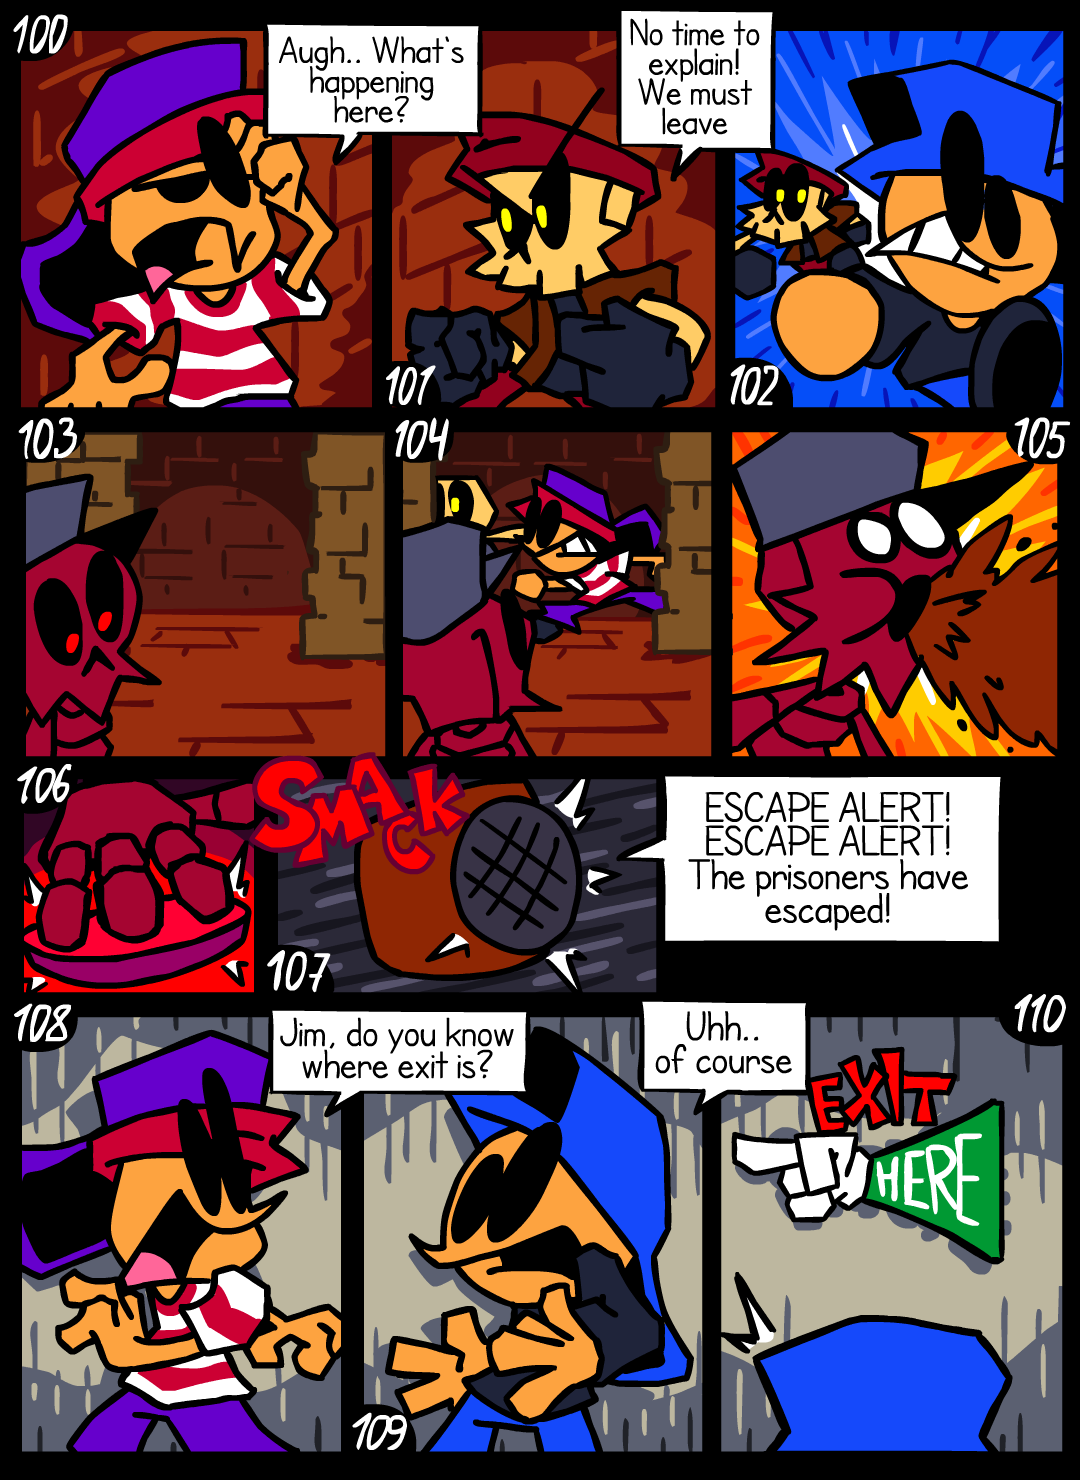 100
Augh.. What's
happening
here?
101
No time to
explain!
We must
leave
102
103
104
105
106
SMACK
107
ESCAPE ALERT!
ESCAPE ALERT!
The prisoners have
escaped!
108
Jim, do you know
where exit is?
109
Uhh..
of course
110
EXIT
HERE